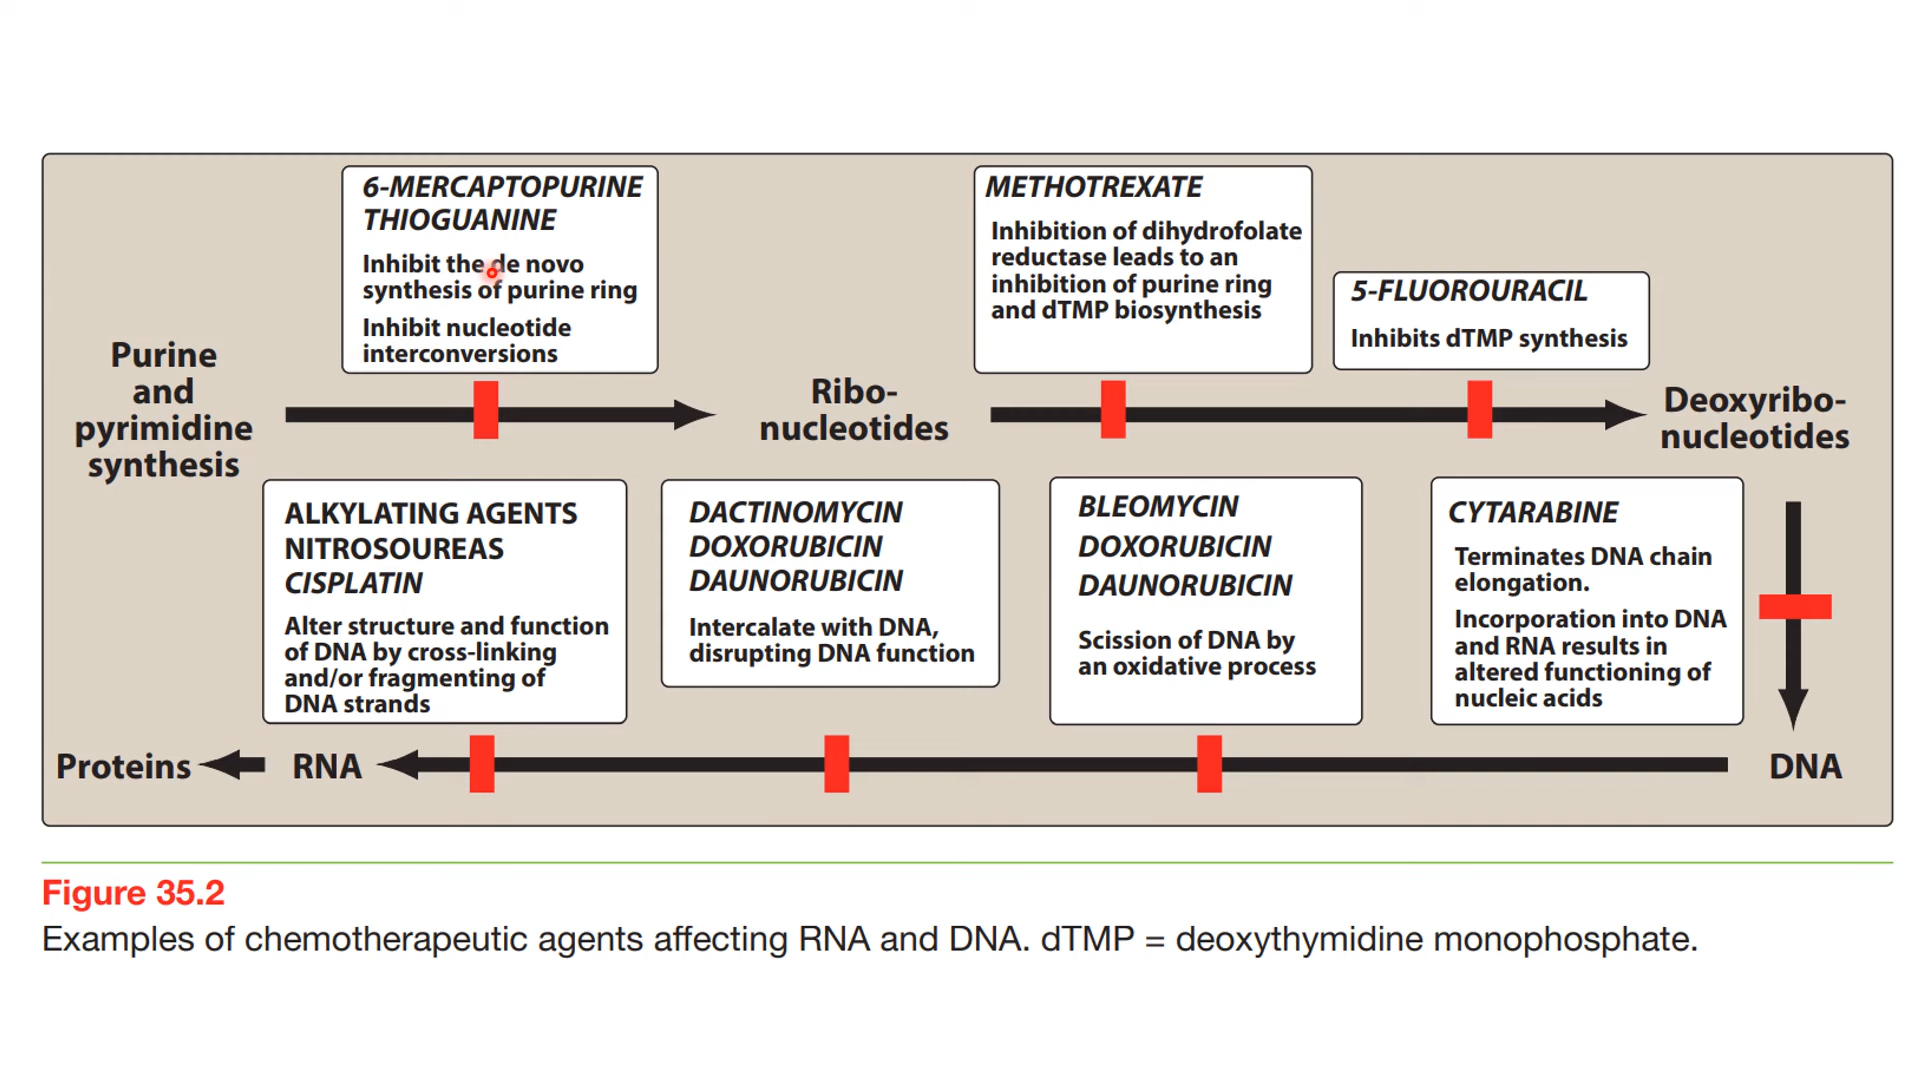 6-MERCAPTOPURINE
THIOGUANINE
Inhibit the de novo
synthesis of purine ring
Inhibit nucleotide
interconversions
METHOTREXATE
Inhibition of dihydrofolate
reductase leads to an
inhibition of purine ring
and dTMP biosynthesis
5-FLUOROURACIL
Inhibits dTMP synthesis
Purine
and
pyrimidine
synthesis
Ribo-
nucleotides
Deoxyribo-
nucleotides
ALKYLATING AGENTS
NITROSOUREAS
CISPLATIN
Alter structure and function
of DNA by cross-linking
and/or fragmenting of
DNA strands
DACTINOMYCIN
DOXORUBICIN
DAUNORUBICIN
Intercalate with DNA,
disrupting DNA function
BLEOMYCIN
DOXORUBICIN
DAUNORUBICIN
Scission of DNA by
an oxidative process
CYTARABINE
Terminates DNA chain
elongation.
Incorporation into DNA
and RNA results in
altered functioning of
nucleic acids
Proteins
RNA
DNA
Figure 35.2
Examples of chemotherapeutic agents affecting RNA and DNA. dTMP = deoxythymidine monophosphate.